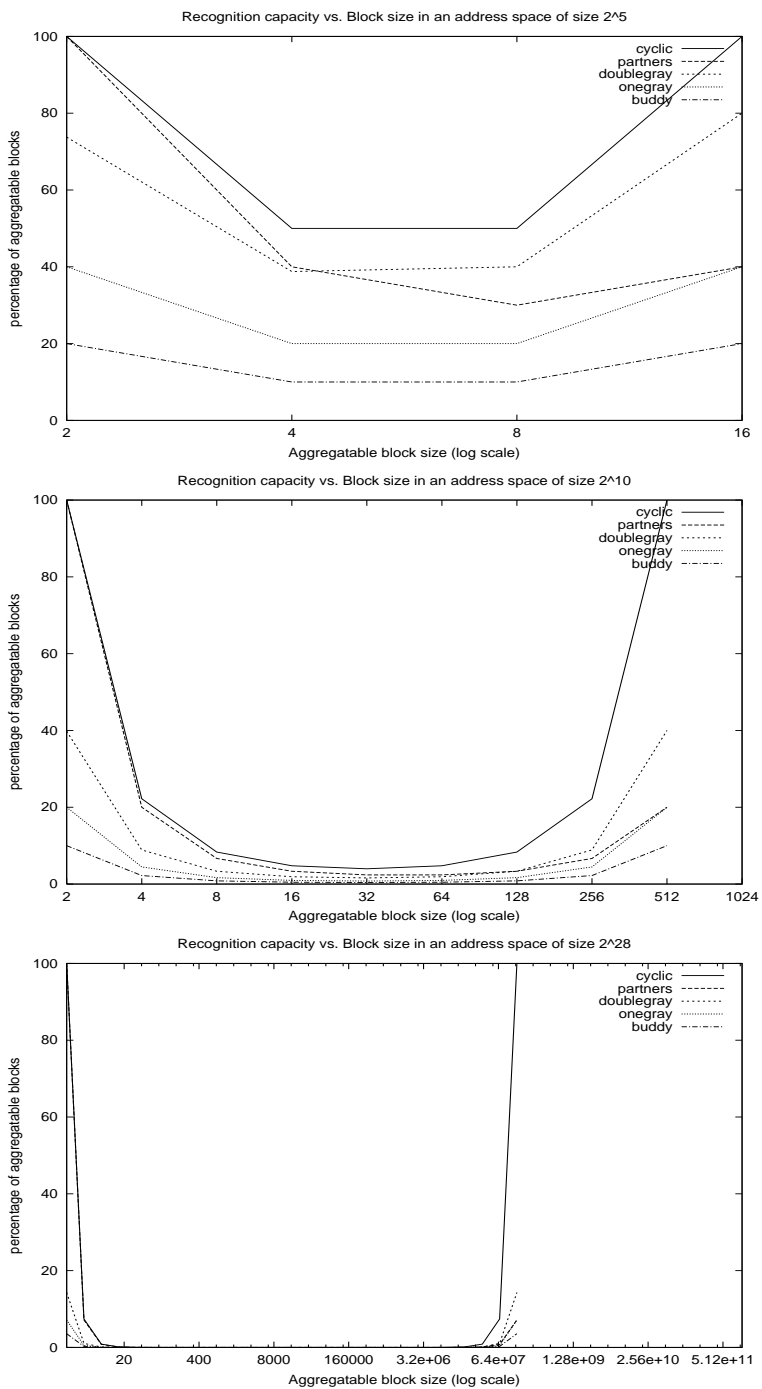 Recognition capacity vs. Block size in an address space of size 2^5
100
80
60
40
20
0
percentage of aggregatable blocks
cyclic
partners
doublegray
onegray
buddy
2 4 8 16
Aggregatable block size (log scale)
Recognition capacity vs. Block size in an address space of size 2^10
100
80
60
40
20
0
percentage of aggregatable blocks
cyclic
partners
doublegray
onegray
buddy
2 4 8 16 32 64 128 256 512 1024
Aggregatable block size (log scale)
Recognition capacity vs. Block size in an address space of size 2^28
100
80
60
40
20
0
percentage of aggregatable blocks
cyclic
partners
doublegray
onegray
buddy
20 400 8000 160000 3.2e+06 6.4e+07 1.28e+09 2.56e+10 5.12e+11
Aggregatable block size (log scale)